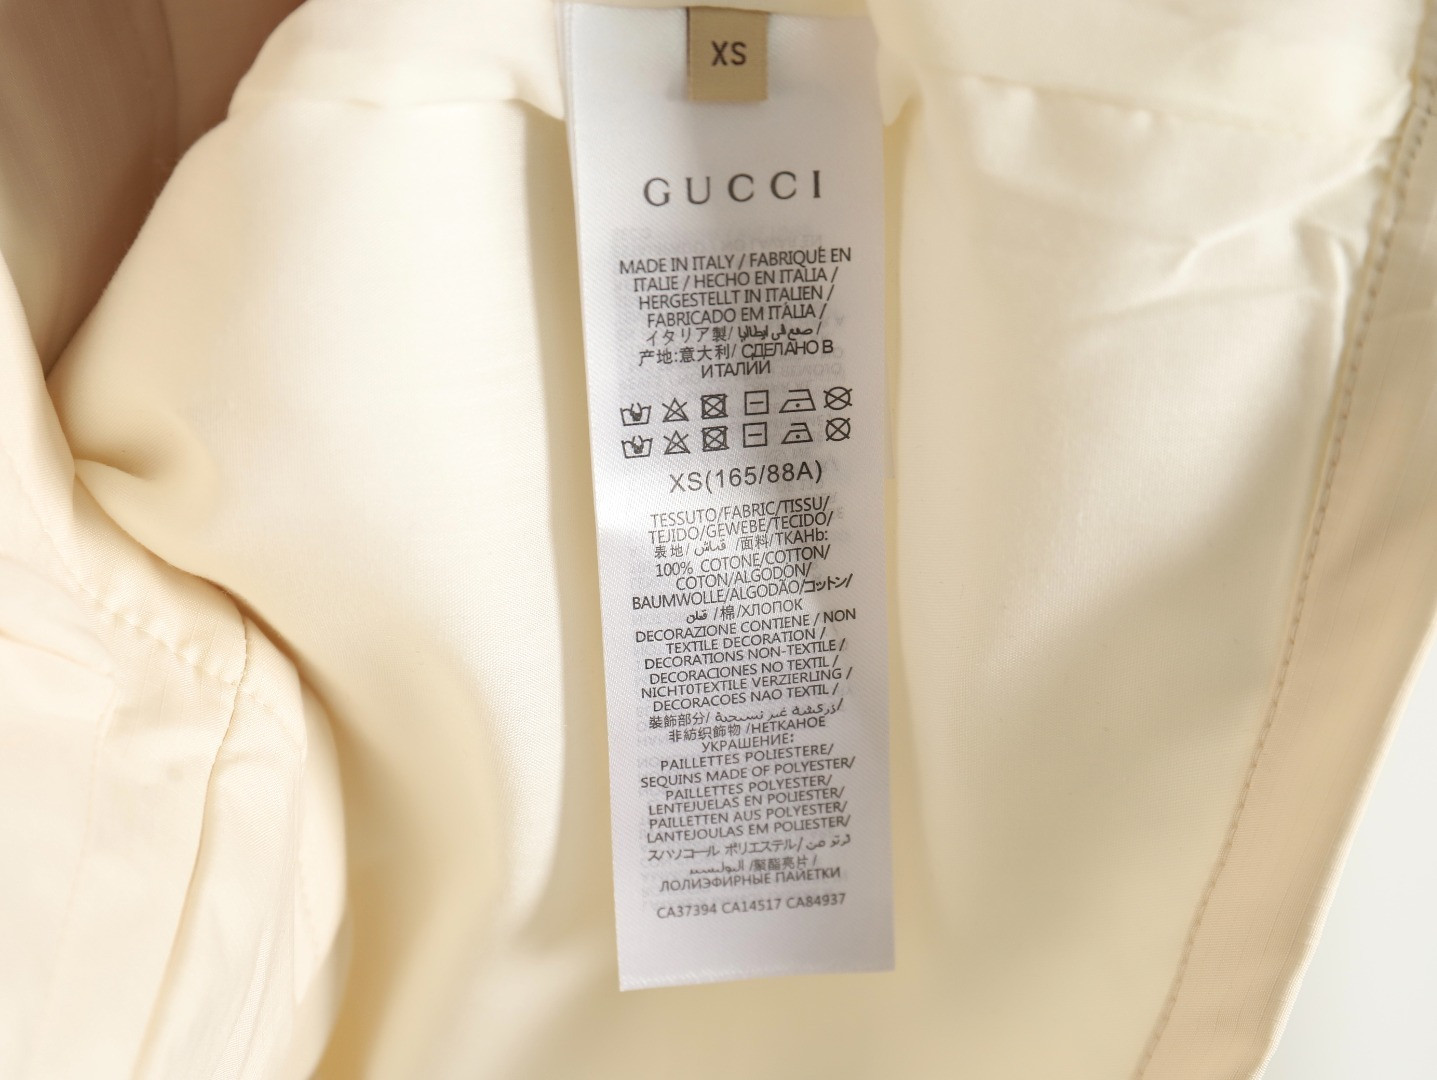 XS
GUCCI
MADE IN ITALY / FABRIQUÉ EN
ITALIE / HECHO EN ITALIA /
HERGESTELLT IN ITALIEN /
FABRICADO EM ITÁLIA /
イタリア製/ صنع في إيطاليا /
产地:意大利/ СДЕЛАНО В
ИТАЛИИ
XS(165/88A)
TESSUTO/FABRIC/TISSU/
TEJIDO/GEWEBE/TECIDO/
表地/ قماش /面料/TKAHb:
100% COTONE/COTTON/
COTON/ALGODON/
BAUMWOLLE/ALGODÃO/コットン/
قطن /棉/ХЛОПОК
DECORAZIONE CONTIENE / NON
TEXTILE DECORATION /
DECORATIONS NON-TEXTILE /
DECORACIONES NO TEXTIL /
NICHT0TEXTILE VERZIERLING /
DECORACOES NAO TEXTIL /
装飾部分/ زركشة غير نسيجية/
非紡织飾物 /НЕТКАНОЕ
УКРАШЕНИЕ:
PAILLETTES POLIESTERE/
SEQUINS MADE OF POLYESTER/
PAILLETTES POLYESTER/
LENTEJUELAS EN POLIESTER/
PAILLETTEN AUS POLYESTER/
LANTEJOULAS EM POLIESTER/
スパンコール ポリエステル/
/聚酯亮片 /
ЛОЛИЭФИРНЫЕ ПАЙЕТКИ
CA37394 CA14517 CA84937